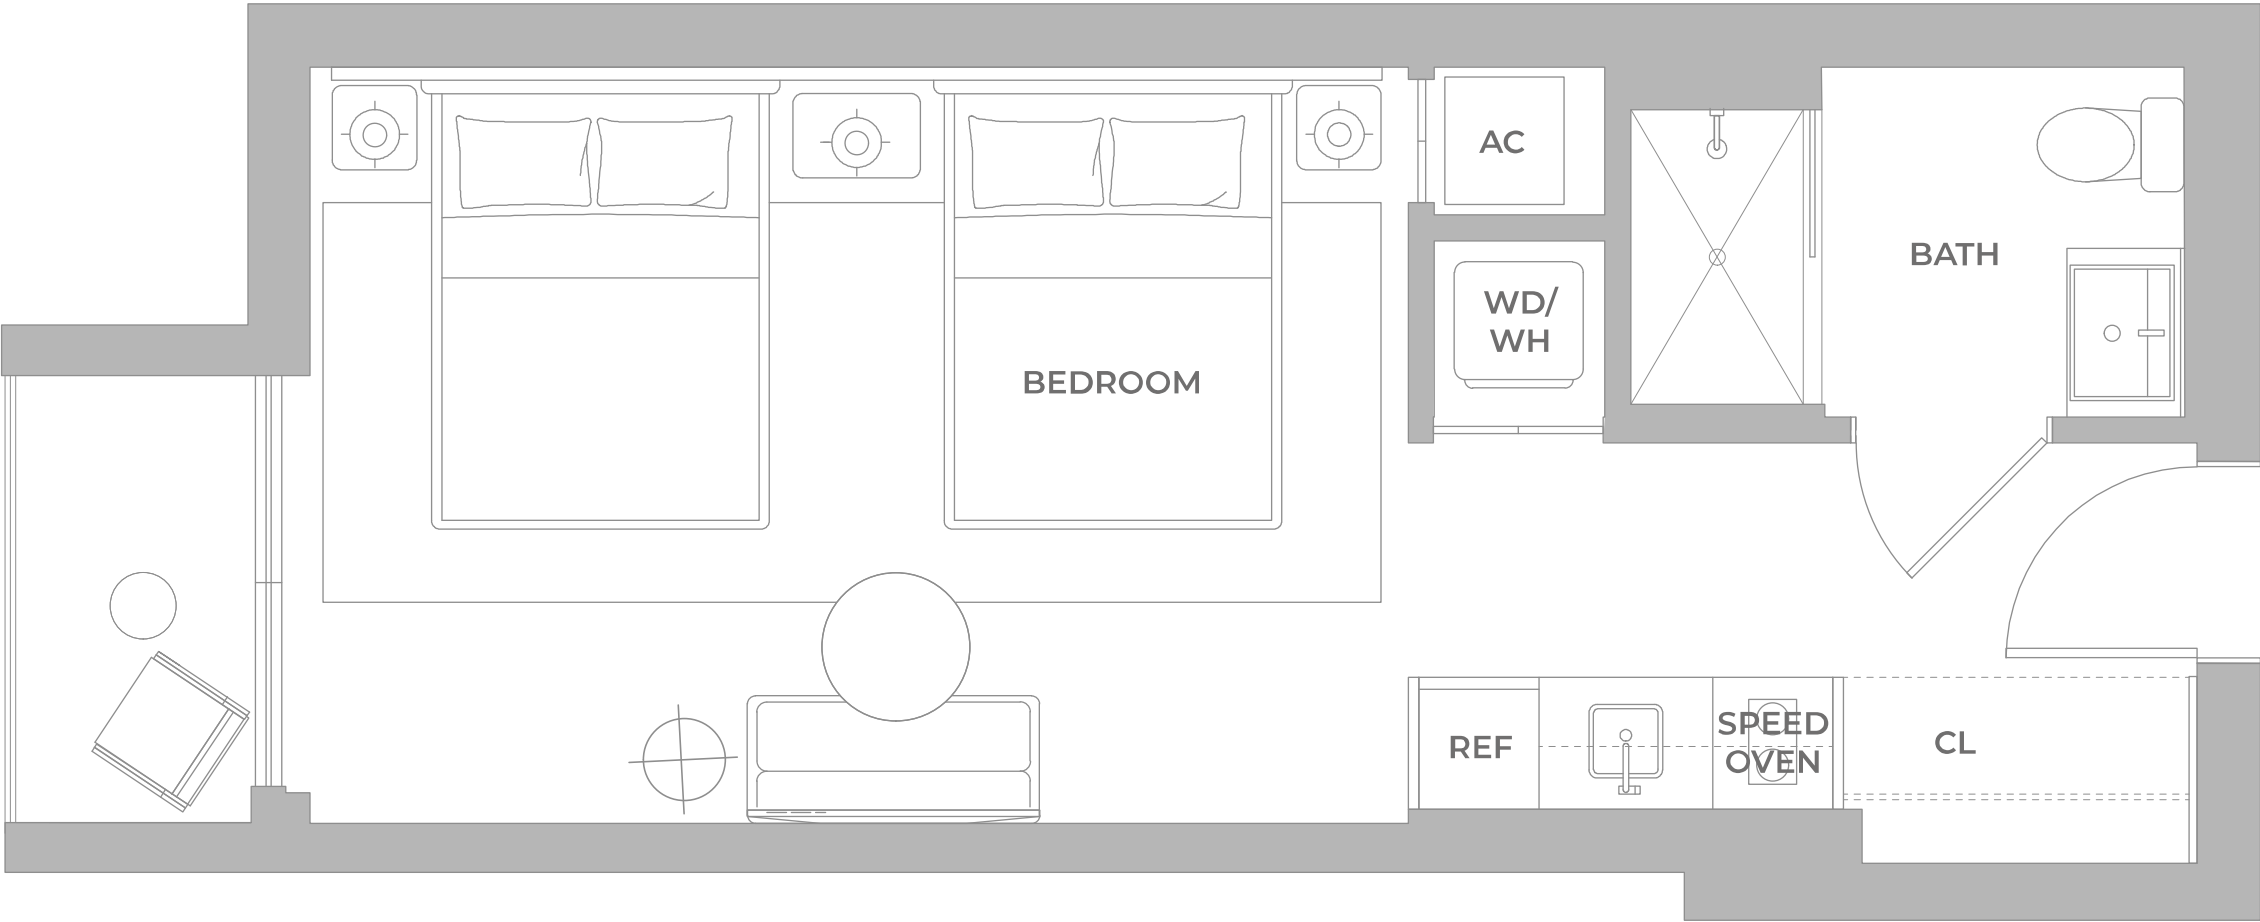 AC
BATH
WD/
WH
BEDROOM
REF
SPEED
OVEN
CL